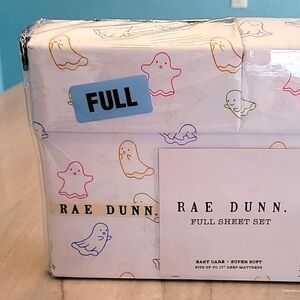 FULL
RAE DUNN.
RAE DUNN.
FULL SHEET SET
EASY CARE + SUPER SOFT
FITS UP TO 17" DEEP MATTRESS